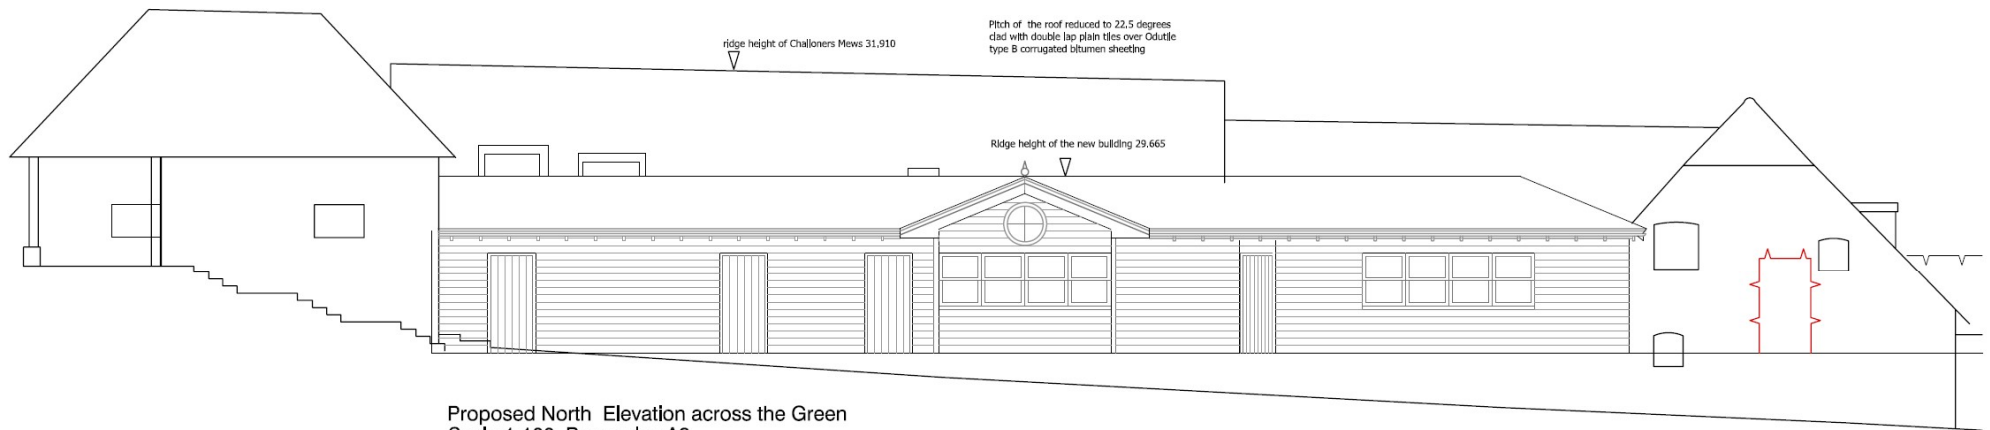 Pitch of the roof reduced to 22.5 degrees
clad with double lap plain tiles over Odutile
type B corrugated bitumen sheeting
ridge height of Challoners Mews 31,910
Ridge height of the new building 29.665
Proposed North Elevation across the Green